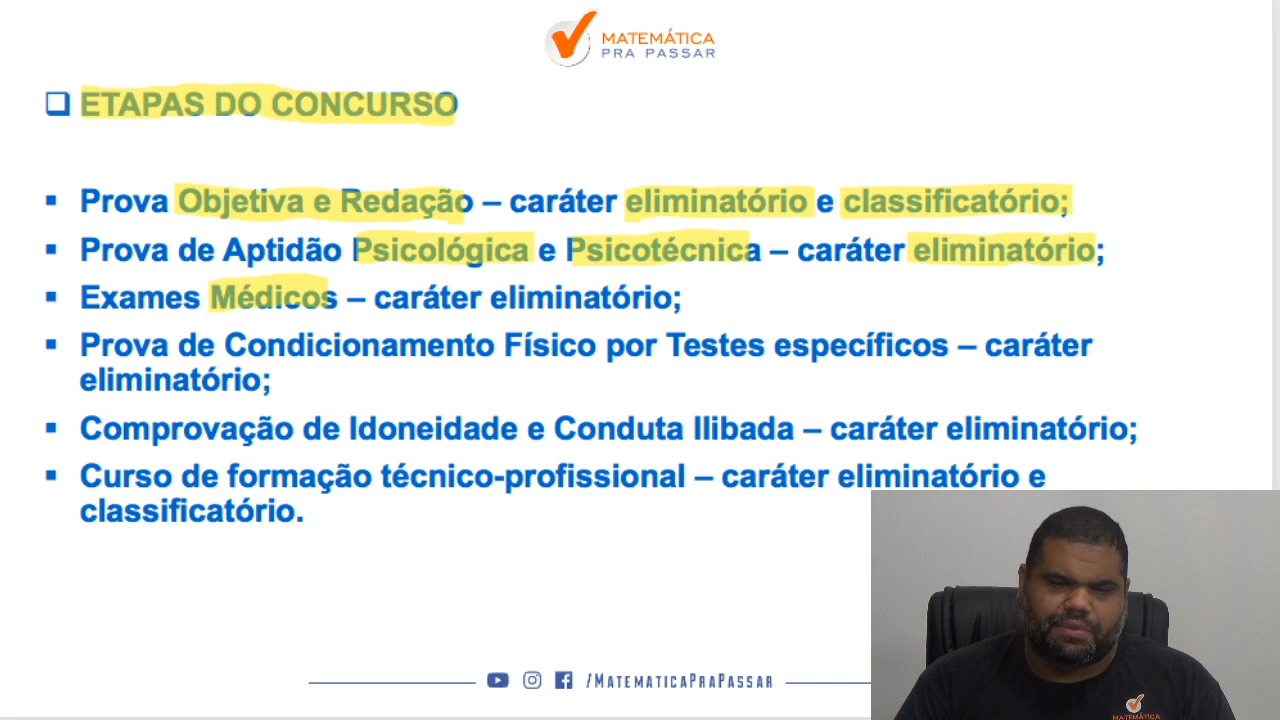 MATEMÁTICA
PRA PASSAR
ETAPAS DO CONCURSO
Prova Objetiva e Redação – caráter eliminatório e classificatório;
Prova de Aptidão Psicológica e Psicotécnica – caráter eliminatório;
Exames Médicos – caráter eliminatório;
Prova de Condicionamento Físico por Testes específicos – caráter
eliminatório;
Comprovação de Idoneidade e Conduta Ilibada – caráter eliminatório;
Curso de formação técnico-profissional – caráter eliminatório e
classificatório.
/MATEMATICAPRAPASSAR
MATEMÁTICA